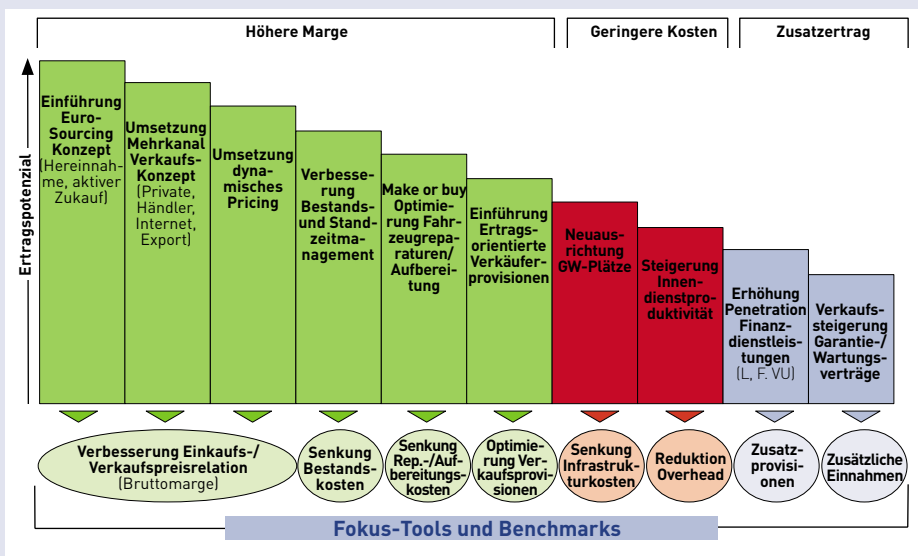 Höhere Marge
Geringere Kosten
Zusatzertrag
Ertragspotenzial
Einführung
Euro-
Sourcing
Konzept
(Hereinnah-
me, aktiver
Zukauf)
Umsetzung
Mehrkanal
Verkaufs-
Konzept
(Private,
Händler,
Internet,
Export)
Umsetzung
dyna-
misches
Pricing
Verbesse-
rung
Bestands-
und Stand-
zeitma-
nagement
Make or buy
Optimie-
rung Fahr-
zeugrepa-
raturen/
Aufberei-
tung
Einführung
Ertrags-
orientierte
Verkäufer-
provisionen
Neuaus-
richtung
GW-Plätze
Steigerung
Innen-
dienstpro-
duktivität
Erhöhung
Penetration
Finanz-
dienstleis-
tungen
(L, F. VU)
Verkaufs-
steigerung
Garantie-/
Wartungs-
verträge
Verbesserung Einkaufs-/
Verkaufspreisrelation
(Bruttomarge)
Senkung
Bestands-
kosten
Senkung
Rep.-/Auf-
bereitungs-
kosten
Optimie-
rung Ver-
kaufsprovi-
sionen
Senkung
Infrastruk-
turkosten
Reduktion
Overhead
Zusatz-
provisi-
onen
Zusätzliche
Einnahmen
Fokus-Tools und Benchmarks